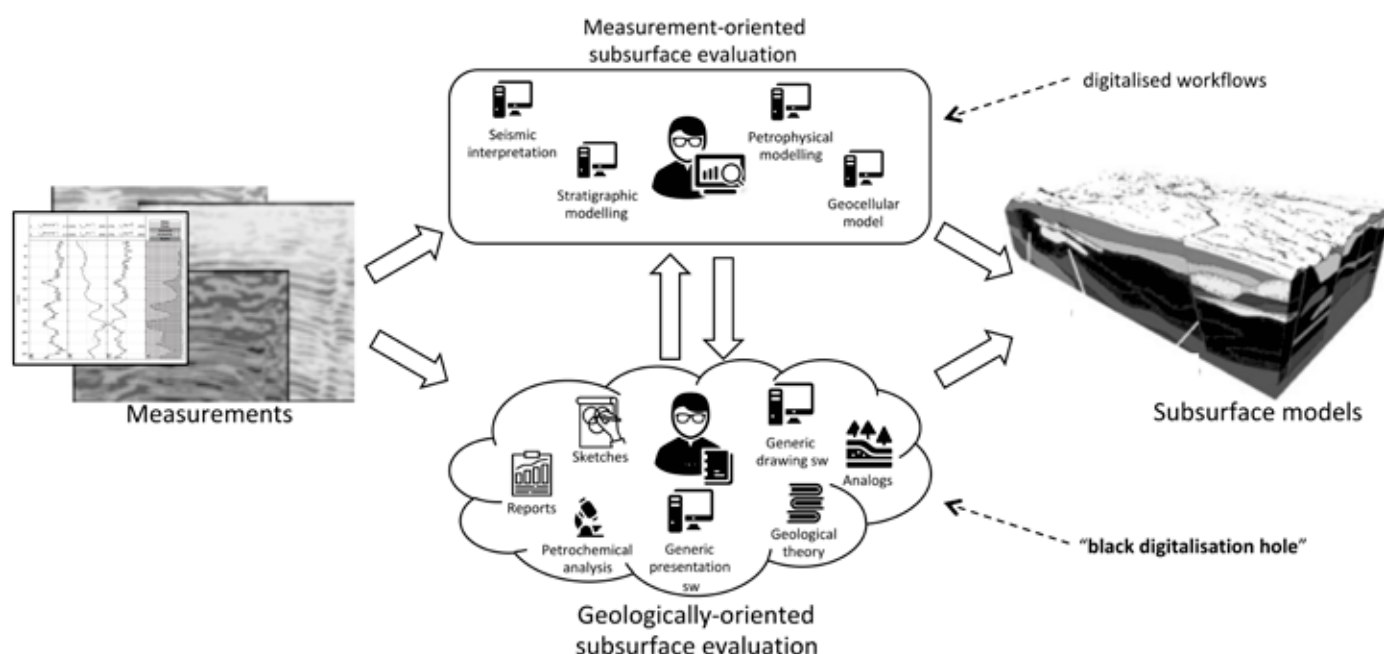 Measurement-oriented
subsurface evaluation
digitalised workflows
Seismic
interpretation
Petrophysical
modelling
Stratigraphic
modelling
Geocellular
model
Measurements
Subsurface models
Sketches
Generic
drawing sw
Analogs
Reports
Petrochemical
analysis
Generic
presentation
sw
Geological
theory
"black digitalisation hole"
Geologically-oriented
subsurface evaluation